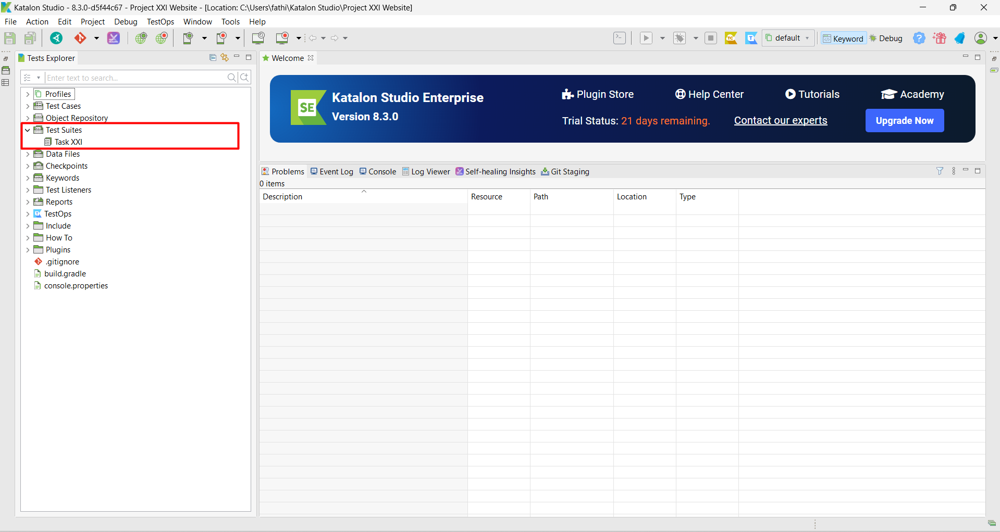 Katalon Studio - 8.3.0-d5f44c67 - Project XXI Website - [Location: C:\Users\fathi\Katalon Studio\Project XXI Website]
File Action Edit Project Debug TestOps Window Tools Help
TC T default Keyword Debug ?
Tests Explorer
Welcome
Enter text to search...
Profiles
Test Cases
Object Repository
Test Suites
Task XXI
Data Files
Checkpoints
Keywords
Test Listeners
Reports
TestOps
Include
How To
Plugins
.gitignore
build.gradle
console.properties
SE
Katalon Studio Enterprise
Version 8.3.0
Plugin Store Help Center Tutorials Academy
Trial Status: 21 days remaining. Contact our experts Upgrade Now
Problems Event Log Console Log Viewer Self-healing Insights Git Staging
0 items
Description Resource Path Location Type